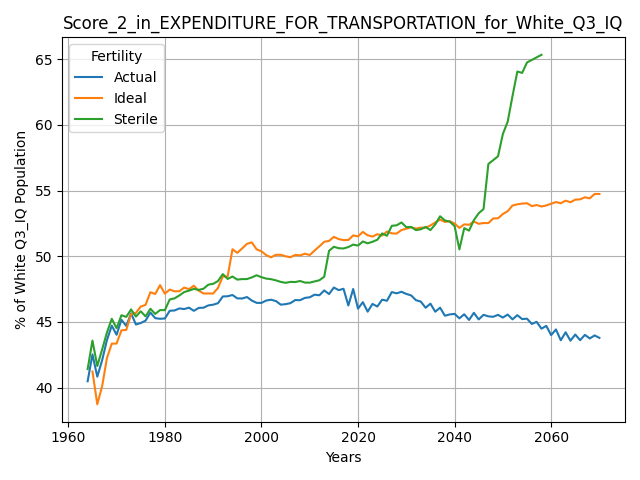 Score_2_in_EXPENDITURE_FOR_TRANSPORTATION_for_White_Q3_IQ
Fertility
Actual
Ideal
Sterile
% of White Q3_IQ Population
65
60
55
50
45
40
1960
1980
2000
2020
2040
2060
Years